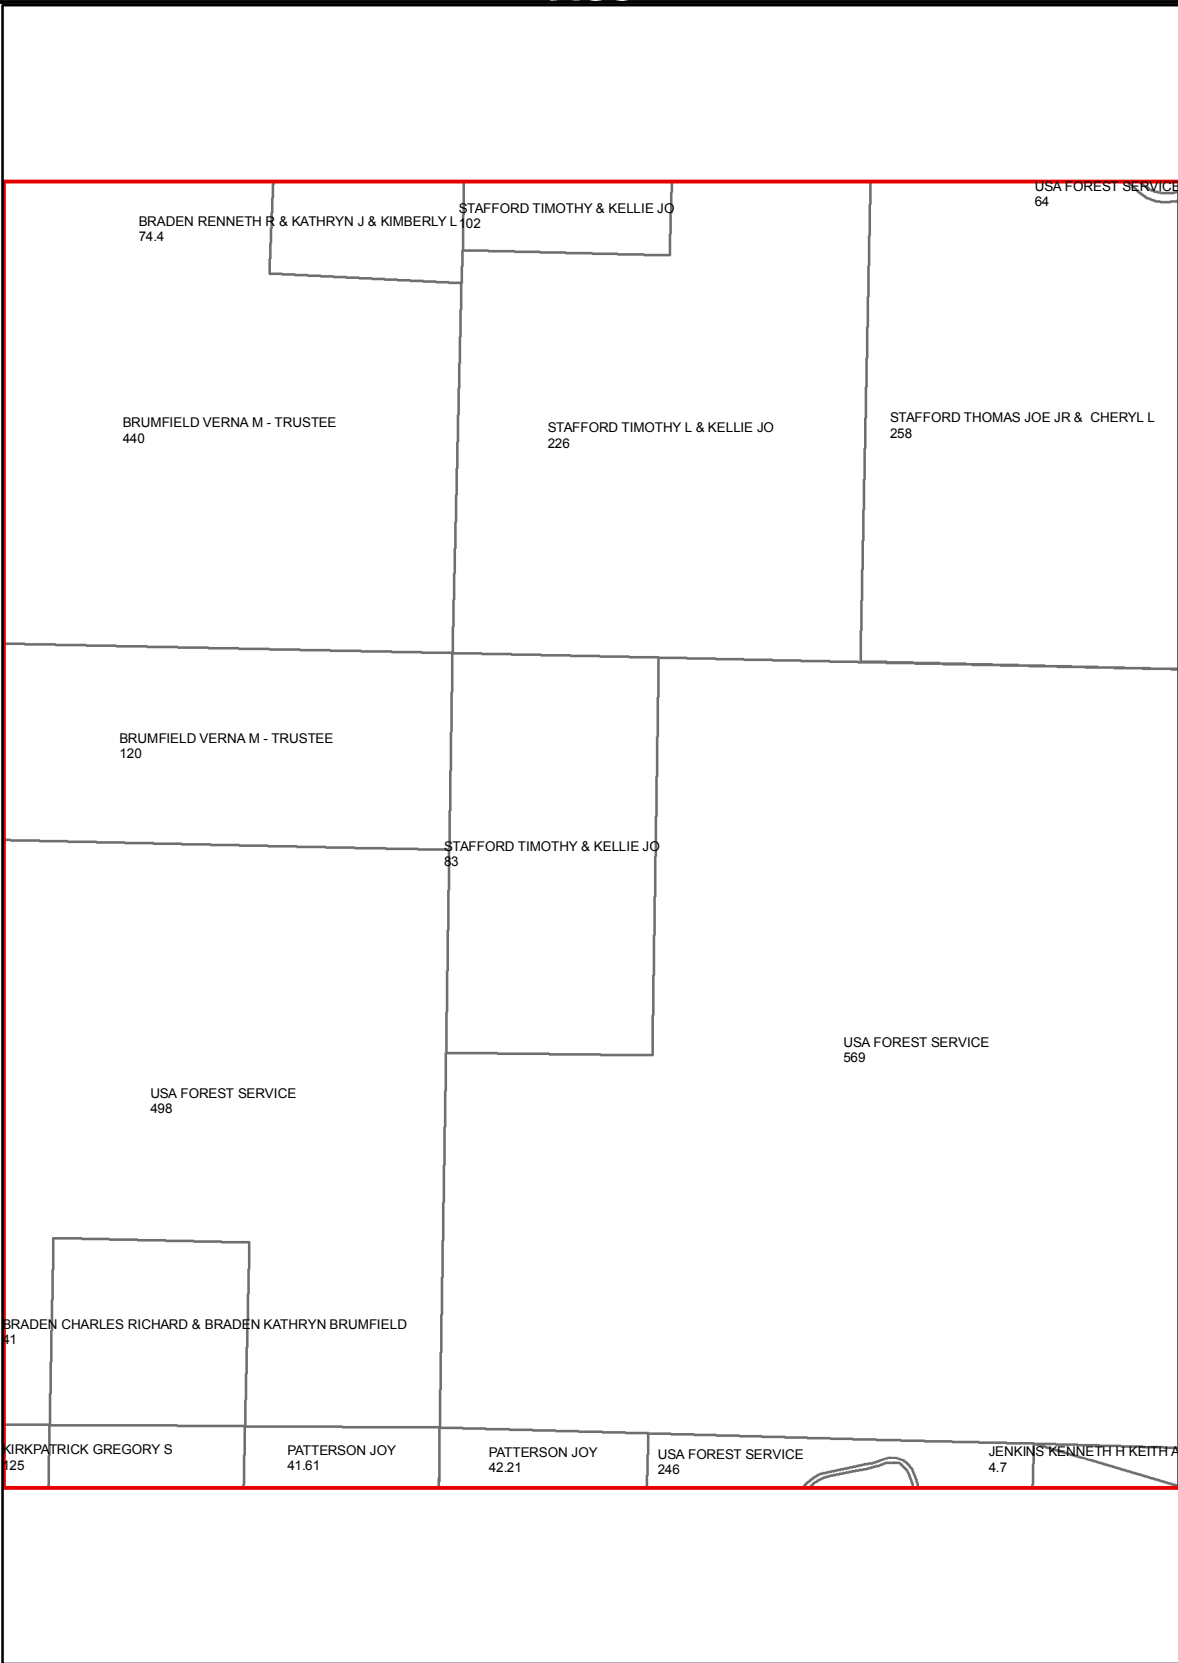 USA FOREST SERVICE
64
STAFFORD TIMOTHY & KELLIE JO
102
BRADEN RENNETH R & KATHRYN J & KIMBERLY L
74.4
BRUMFIELD VERNA M - TRUSTEE
440
STAFFORD TIMOTHY L & KELLIE JO
226
STAFFORD THOMAS JOE JR & CHERYL L
258
BRUMFIELD VERNA M - TRUSTEE
120
STAFFORD TIMOTHY & KELLIE JO
83
USA FOREST SERVICE
569
USA FOREST SERVICE
498
BRADEN CHARLES RICHARD & BRADEN KATHRYN BRUMFIELD
41
KIRKPATRICK GREGORY S
125
PATTERSON JOY
41.61
PATTERSON JOY
42.21
USA FOREST SERVICE
246
JENKINS KENNETH H KEITH A
4.7